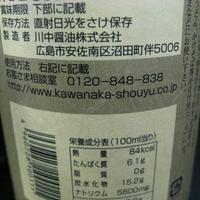 賞味期限 下部に記載
保存方法 直射日光をさけ保存
製造者 川中醤油株式会社
広島市安佐南区沼田町伴5006
使用方法 右記に記載
お客さま相談室 0120-848-838
http://www.kawanaka-shouyu.co.jp
栄養成分表(100ml当り)
熱量 84kcal
たんぱく質 6.1g
脂質 0g
炭水化物 15.2g
ナトリウム 5600mg